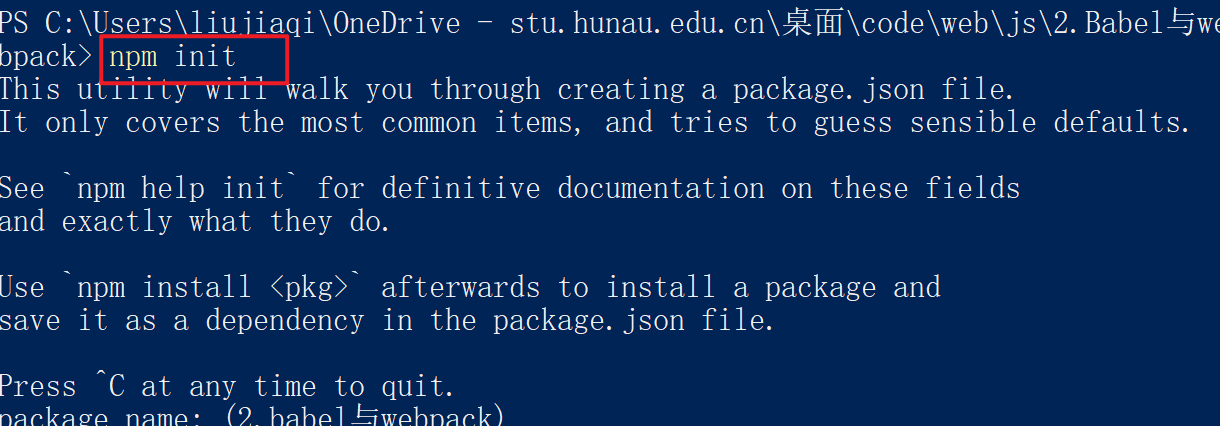 PS C:\Users\liujiaqi\OneDrive - stu.hunau.edu.cn\桌面\code\web\js\2.Babel与we
bpack> npm init
This utility will walk you through creating a package.json file.
It only covers the most common items, and tries to guess sensible defaults.
See `npm help init` for definitive documentation on these fields
and exactly what they do.
Use `npm install <pkg>` afterwards to install a package and
save it as a dependency in the package.json file.
Press ^C at any time to quit.
package name: (2.babel与webpack)